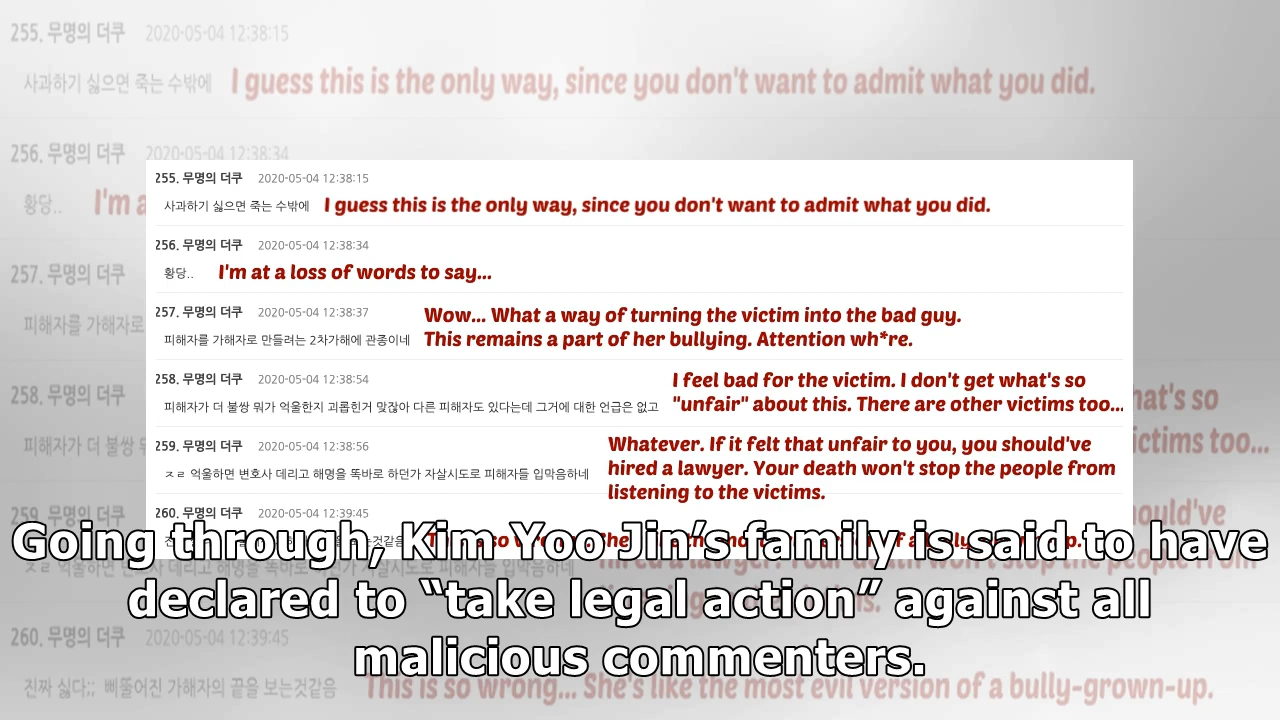 255. 무명의 더쿠 2020-05-04 12:38:15
사과하기 싫으면 죽는 수밖에 I guess this is the only way, since you don't want to admit what you did.
256. 무명의 더쿠 2020-05-04 12:38:34
황당.. I'm a
257. 무명의 더쿠
피해자를 가해자로
258. 무명의 더쿠
hat's so
피해자가 더 불쌍
ictims too...
259. 무명의 더쿠
ould've
260. 무명의 더쿠 2020-05-04 12:39:45
진짜 싫다;; 삐뚤어진 가해자의 끝을 보는것같음 This is so wrong... She's like the most evil version of a bully-grown-up.
255. 무명의 더쿠 2020-05-04 12:38:15
사과하기 싫으면 죽는 수밖에 I guess this is the only way, since you don't want to admit what you did.
256. 무명의 더쿠 2020-05-04 12:38:34
황당.. I'm at a loss of words to say...
257. 무명의 더쿠 2020-05-04 12:38:37
피해자를 가해자로 만들려는 2차가해에 관종이네
Wow... What a way of turning the victim into the bad guy.
This remains a part of her bullying. Attention wh*re.
258. 무명의 더쿠 2020-05-04 12:38:54
피해자가 더 불쌍 뭐가 억울한지 괴롭힌거 맞잖아 다른 피해자도 있다는데 그거에 대한 언급은 없고
I feel bad for the victim. I don't get what's so
"unfair" about this. There are other victims too...
259. 무명의 더쿠 2020-05-04 12:38:56
ㅈㄹ 억울하면 변호사 데리고 해명을 똑바로 하던가 자살시도로 피해자들 입막음하네
Whatever. If it felt that unfair to you, you should've
hired a lawyer. Your death won't stop the people from
listening to the victims.
260. 무명의 더쿠 2020-05-04 12:39:45
Going through, Kim Yoo Jin’s family is said to have
declared to “take legal action” against all
malicious commenters.